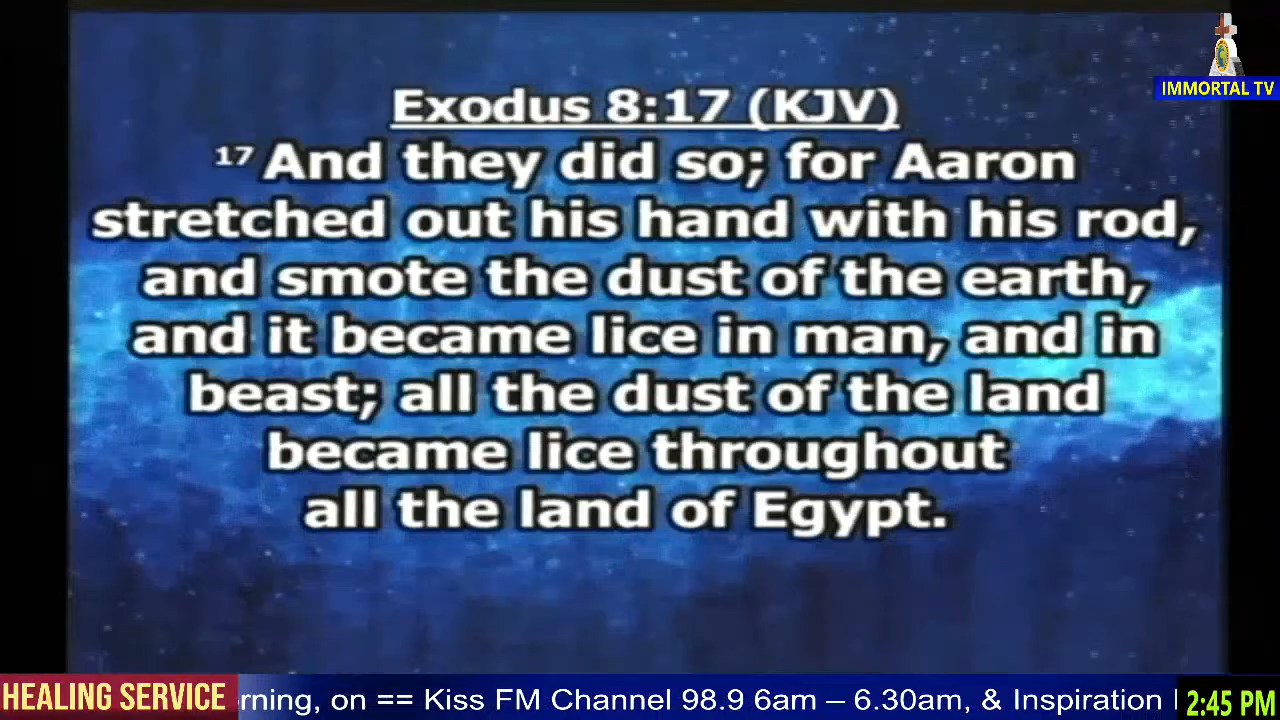 IMMORTAL TV
Exodus 8:17 (KJV)
17 And they did so; for Aaron
stretched out his hand with his rod,
and smote the dust of the earth,
and it became lice in man, and in
beast; all the dust of the land
became lice throughout
all the land of Egypt.
HEALING SERVICE
rning, on == Kiss FM Channel 98.9 6am – 6.30am, & Inspiration
2:45 PM